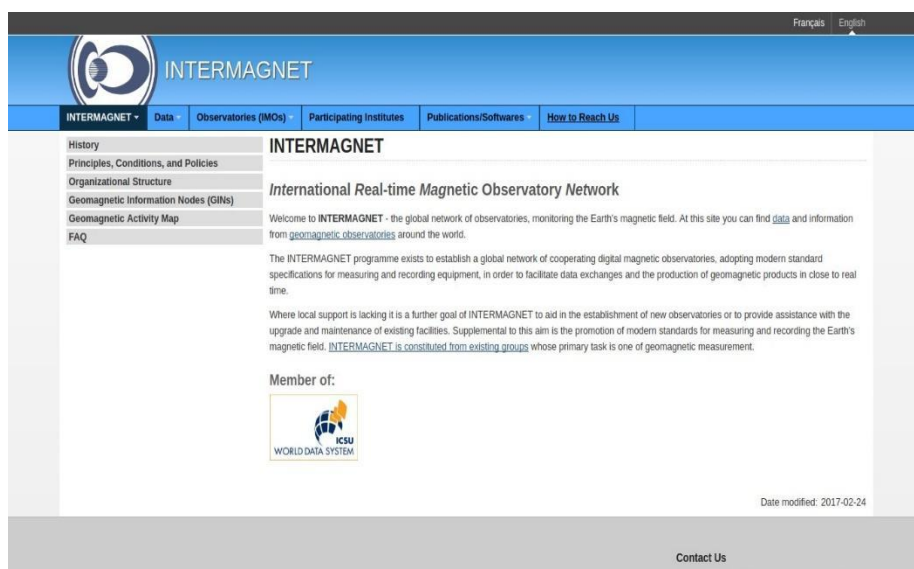 Français English
INTERMAGNET
INTERMAGNET Data Observatories (IMOs) Participating Institutes Publications/Softwares How to Reach Us
History
Principles, Conditions, and Policies
Organizational Structure
Geomagnetic Information Nodes (GINs)
Geomagnetic Activity Map
FAQ
INTERMAGNET
International Real-time Magnetic Observatory Network
Welcome to INTERMAGNET - the global network of observatories, monitoring the Earth's magnetic field. At this site you can find data and information
from geomagnetic observatories around the world.
The INTERMAGNET programme exists to establish a global network of cooperating digital magnetic observatories, adopting modern standard
specifications for measuring and recording equipment, in order to facilitate data exchanges and the production of geomagnetic products in close to real
time.
Where local support is lacking it is a further goal of INTERMAGNET to aid in the establishment of new observatories or to provide assistance with the
upgrade and maintenance of existing facilities. Supplemental to this aim is the promotion of modern standards for measuring and recording the Earth's
magnetic field. INTERMAGNET is constituted from existing groups whose primary task is one of geomagnetic measurement.
Member of:
ICSU
WORLD DATA SYSTEM
Date modified: 2017-02-24
Contact Us